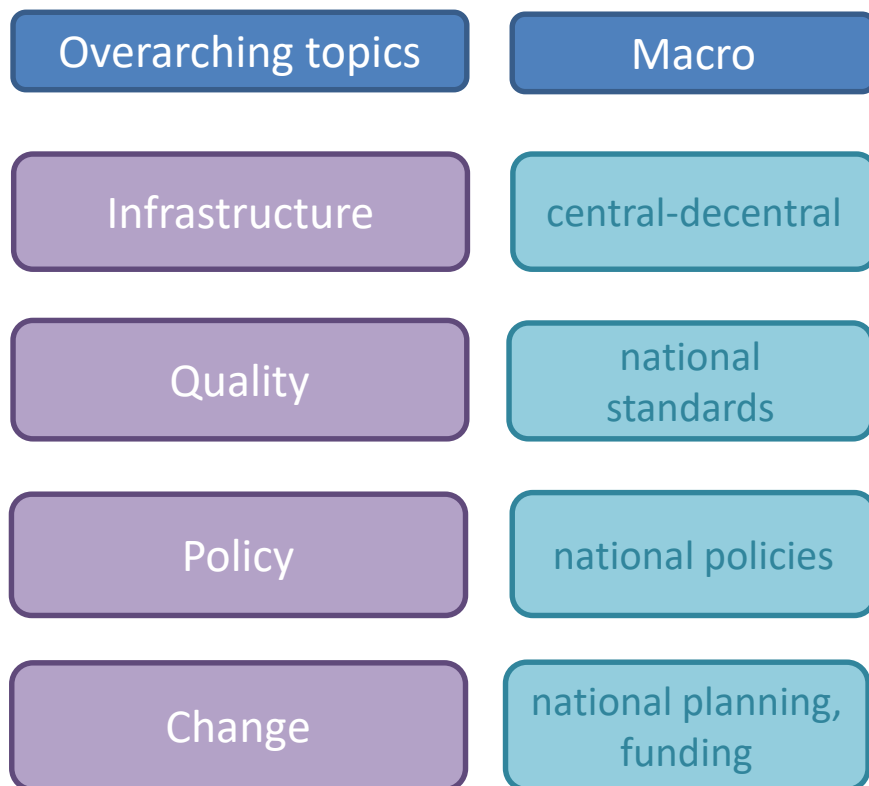 Overarching topics
Macro
Infrastructure
central-decentral
Quality
national
standards
Policy
national policies
Change
national planning,
funding